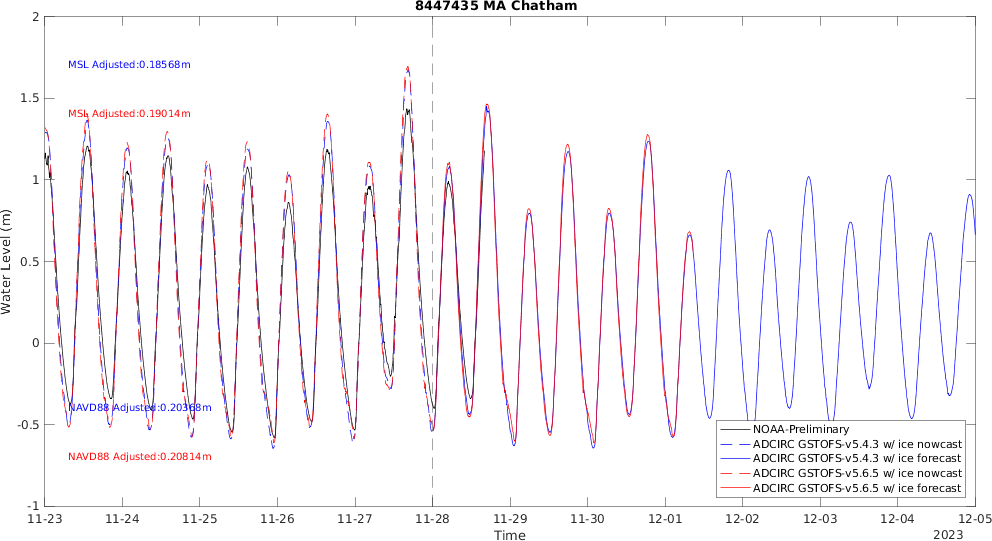 8447435 MA Chatham
2
1.5
1
0.5
0
-0.5
-1
Water Level (m)
MSL Adjusted:0.18568m
MSL Adjusted:0.19014m
NAVD88 Adjusted:0.20368m
NAVD88 Adjusted:0.20814m
NOAA-Preliminary
ADCIRC GSTOFS-v5.4.3 w/ ice nowcast
ADCIRC GSTOFS-v5.4.3 w/ ice forecast
ADCIRC GSTOFS-v5.6.5 w/ ice nowcast
ADCIRC GSTOFS-v5.6.5 w/ ice forecast
11-23 11-24 11-25 11-26 11-27 11-28 11-29 11-30 12-01 12-02 12-03 12-04 12-05
Time
2023